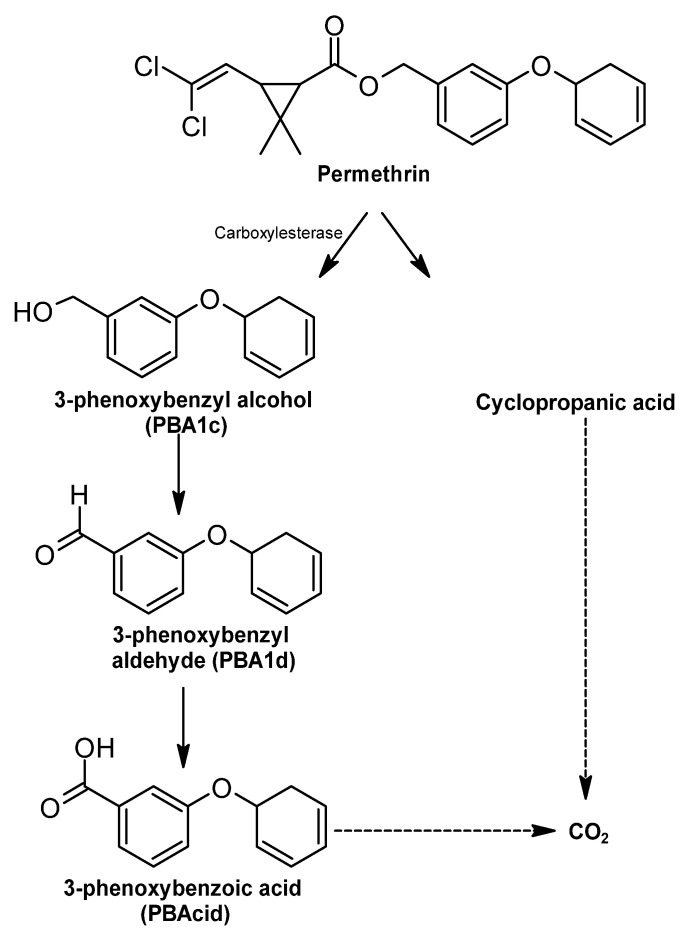 O
Cl
O
O
Cl
Permethrin
Carboxylesterase
HO
O
3-phenoxybenzyl alcohol
(PBA1c)
Cyclopropanic acid
H
O
O
3-phenoxybenzyl
aldehyde (PBA1d)
OH
O
O
CO₂
3-phenoxybenzoic acid
(PBAcid)